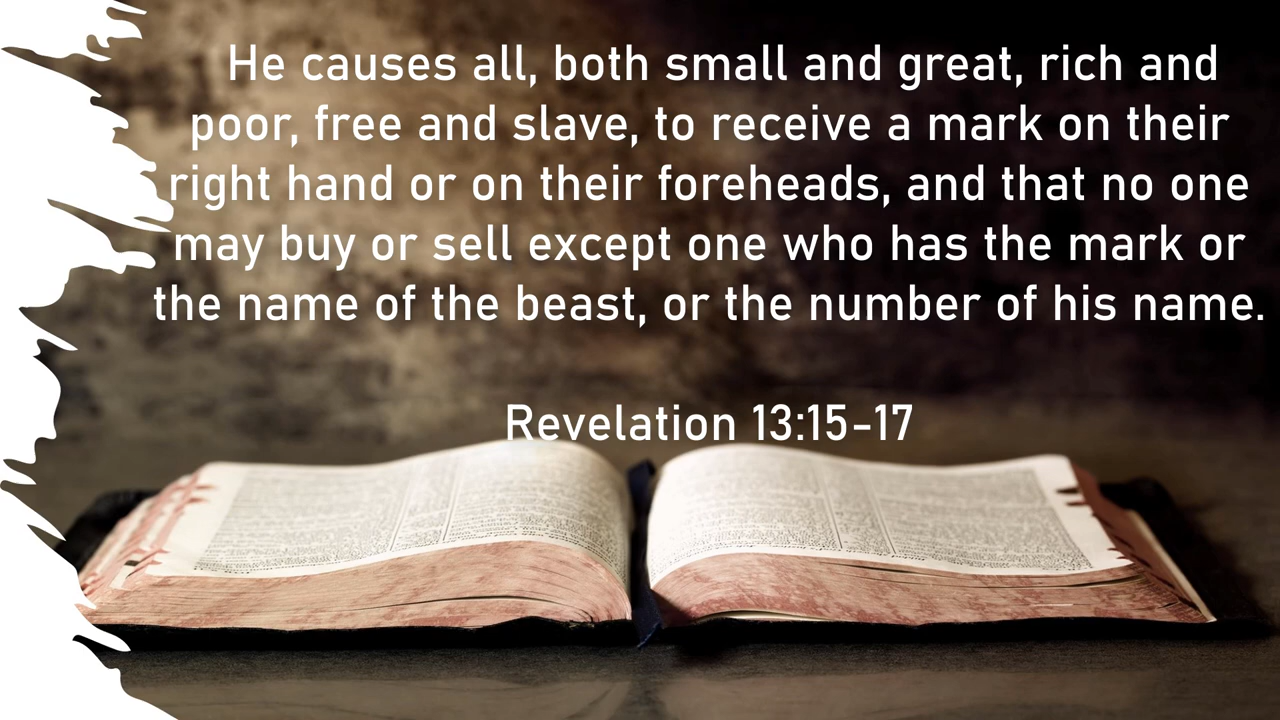 He causes all, both small and great, rich and
poor, free and slave, to receive a mark on their
right hand or on their foreheads, and that no one
may buy or sell except one who has the mark or
the name of the beast, or the number of his name.
Revelation 13:15-17